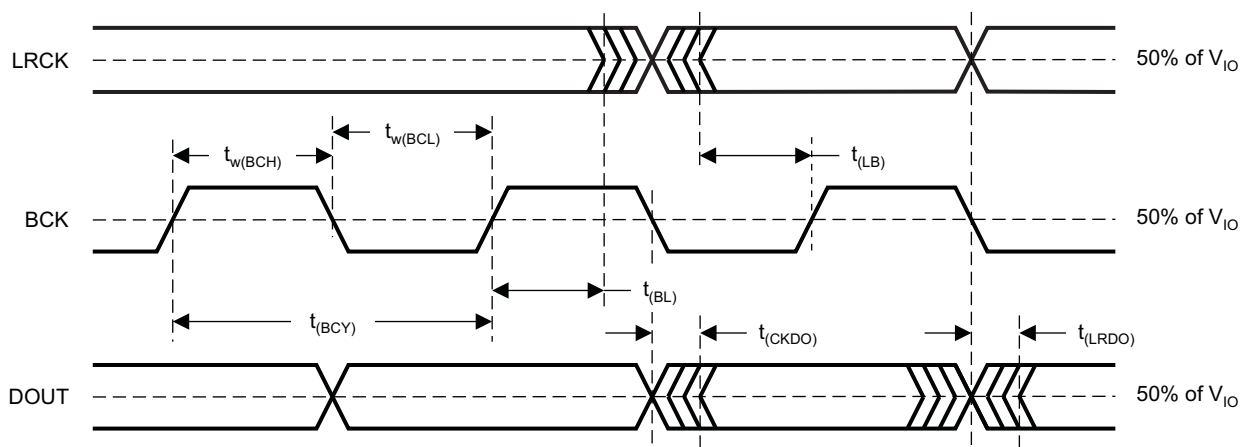 LRCK
50% of V_IO
t_w(BCH)
t_w(BCL)
t_(LB)
BCK
50% of V_IO
t_(BCY)
t_(BL)
t_(CKDO)
t_(LRDO)
DOUT
50% of V_IO